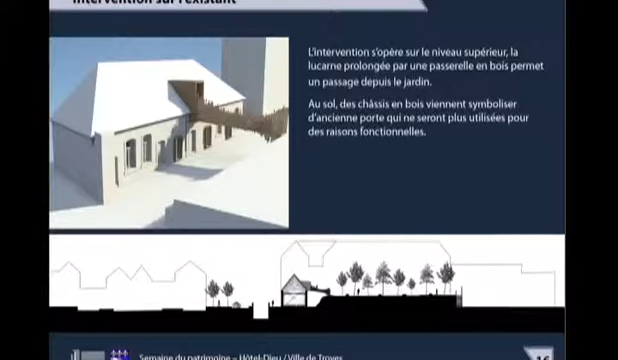 Intervention sur l'existant
L'intervention s'opère sur le niveau supérieur, la
lucarne prolongée par une passerelle en bois permet
un passage depuis le jardin.
Au sol, des châssis en bois viennent symboliser
d'ancienne porte qui ne seront plus utilisées pour
des raisons fonctionnelles.
Semaine du patrimoine – Hôtel-Dieu / Ville de Troyes